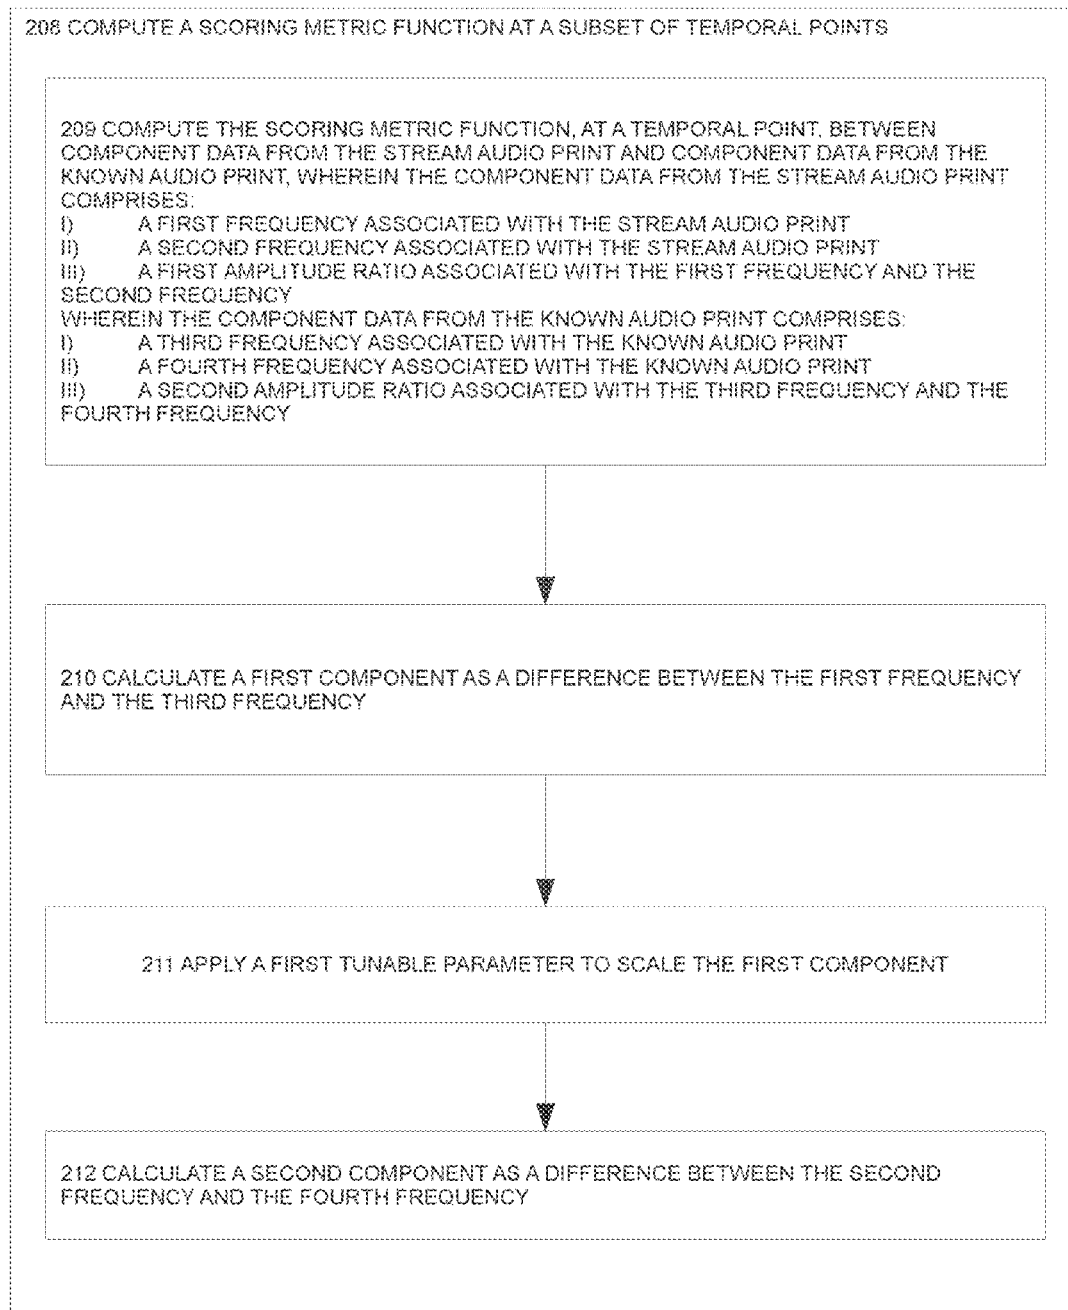 208 COMPUTE A SCORING METRIC FUNCTION AT A SUBSET OF TEMPORAL POINTS
209 COMPUTE THE SCORING METRIC FUNCTION, AT A TEMPORAL POINT, BETWEEN
COMPONENT DATA FROM THE STREAM AUDIO PRINT AND COMPONENT DATA FROM THE
KNOWN AUDIO PRINT, WHEREIN THE COMPONENT DATA FROM THE STREAM AUDIO PRINT
COMPRISES:
I) A FIRST FREQUENCY ASSOCIATED WITH THE STREAM AUDIO PRINT
II) A SECOND FREQUENCY ASSOCIATED WITH THE STREAM AUDIO PRINT
III) A FIRST AMPLITUDE RATIO ASSOCIATED WITH THE FIRST FREQUENCY AND THE
SECOND FREQUENCY
WHEREIN THE COMPONENT DATA FROM THE KNOWN AUDIO PRINT COMPRISES:
I) A THIRD FREQUENCY ASSOCIATED WITH THE KNOWN AUDIO PRINT
II) A FOURTH FREQUENCY ASSOCIATED WITH THE KNOWN AUDIO PRINT
III) A SECOND AMPLITUDE RATIO ASSOCIATED WITH THE THIRD FREQUENCY AND THE
FOURTH FREQUENCY
210 CALCULATE A FIRST COMPONENT AS A DIFFERENCE BETWEEN THE FIRST FREQUENCY
AND THE THIRD FREQUENCY
211 APPLY A FIRST TUNABLE PARAMETER TO SCALE THE FIRST COMPONENT
212 CALCULATE A SECOND COMPONENT AS A DIFFERENCE BETWEEN THE SECOND
FREQUENCY AND THE FOURTH FREQUENCY